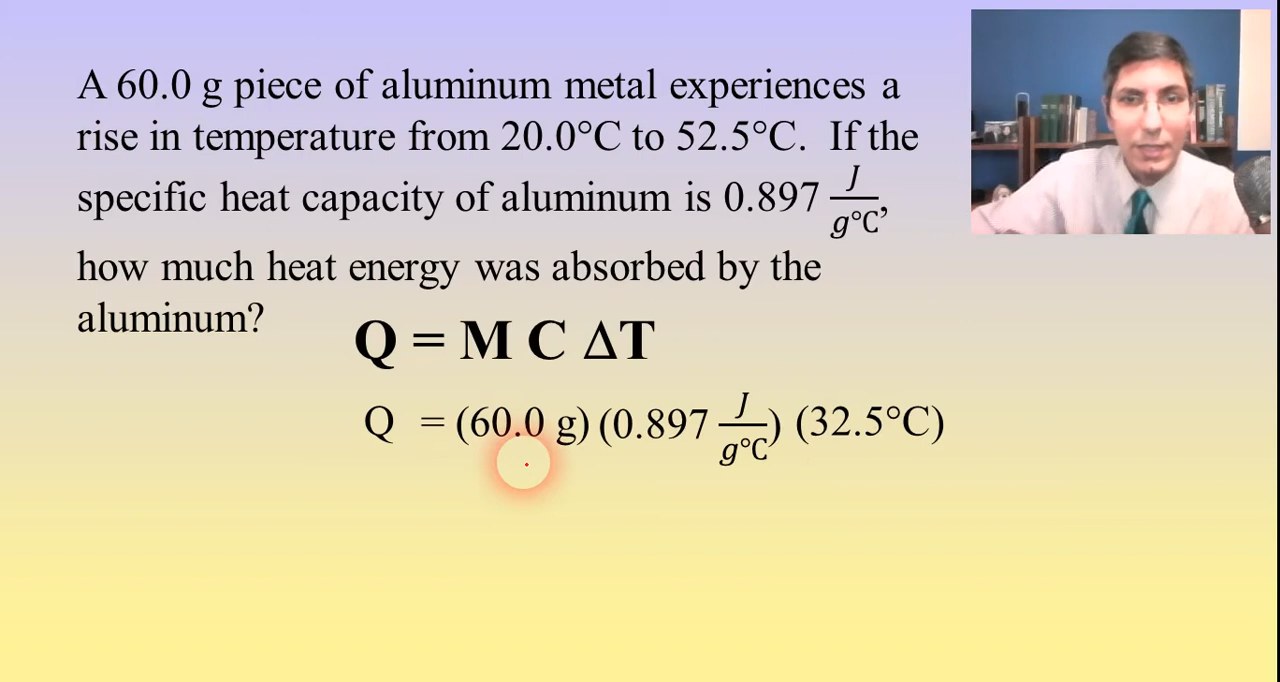 A 60.0 g piece of aluminum metal experiences a
rise in temperature from 20.0°C to 52.5°C.  If the
specific heat capacity of aluminum is 0.897 J/g°C,
how much heat energy was absorbed by the
aluminum?
Q = M C ΔT
Q = (60.0 g) (0.897 J/g°C) (32.5°C)